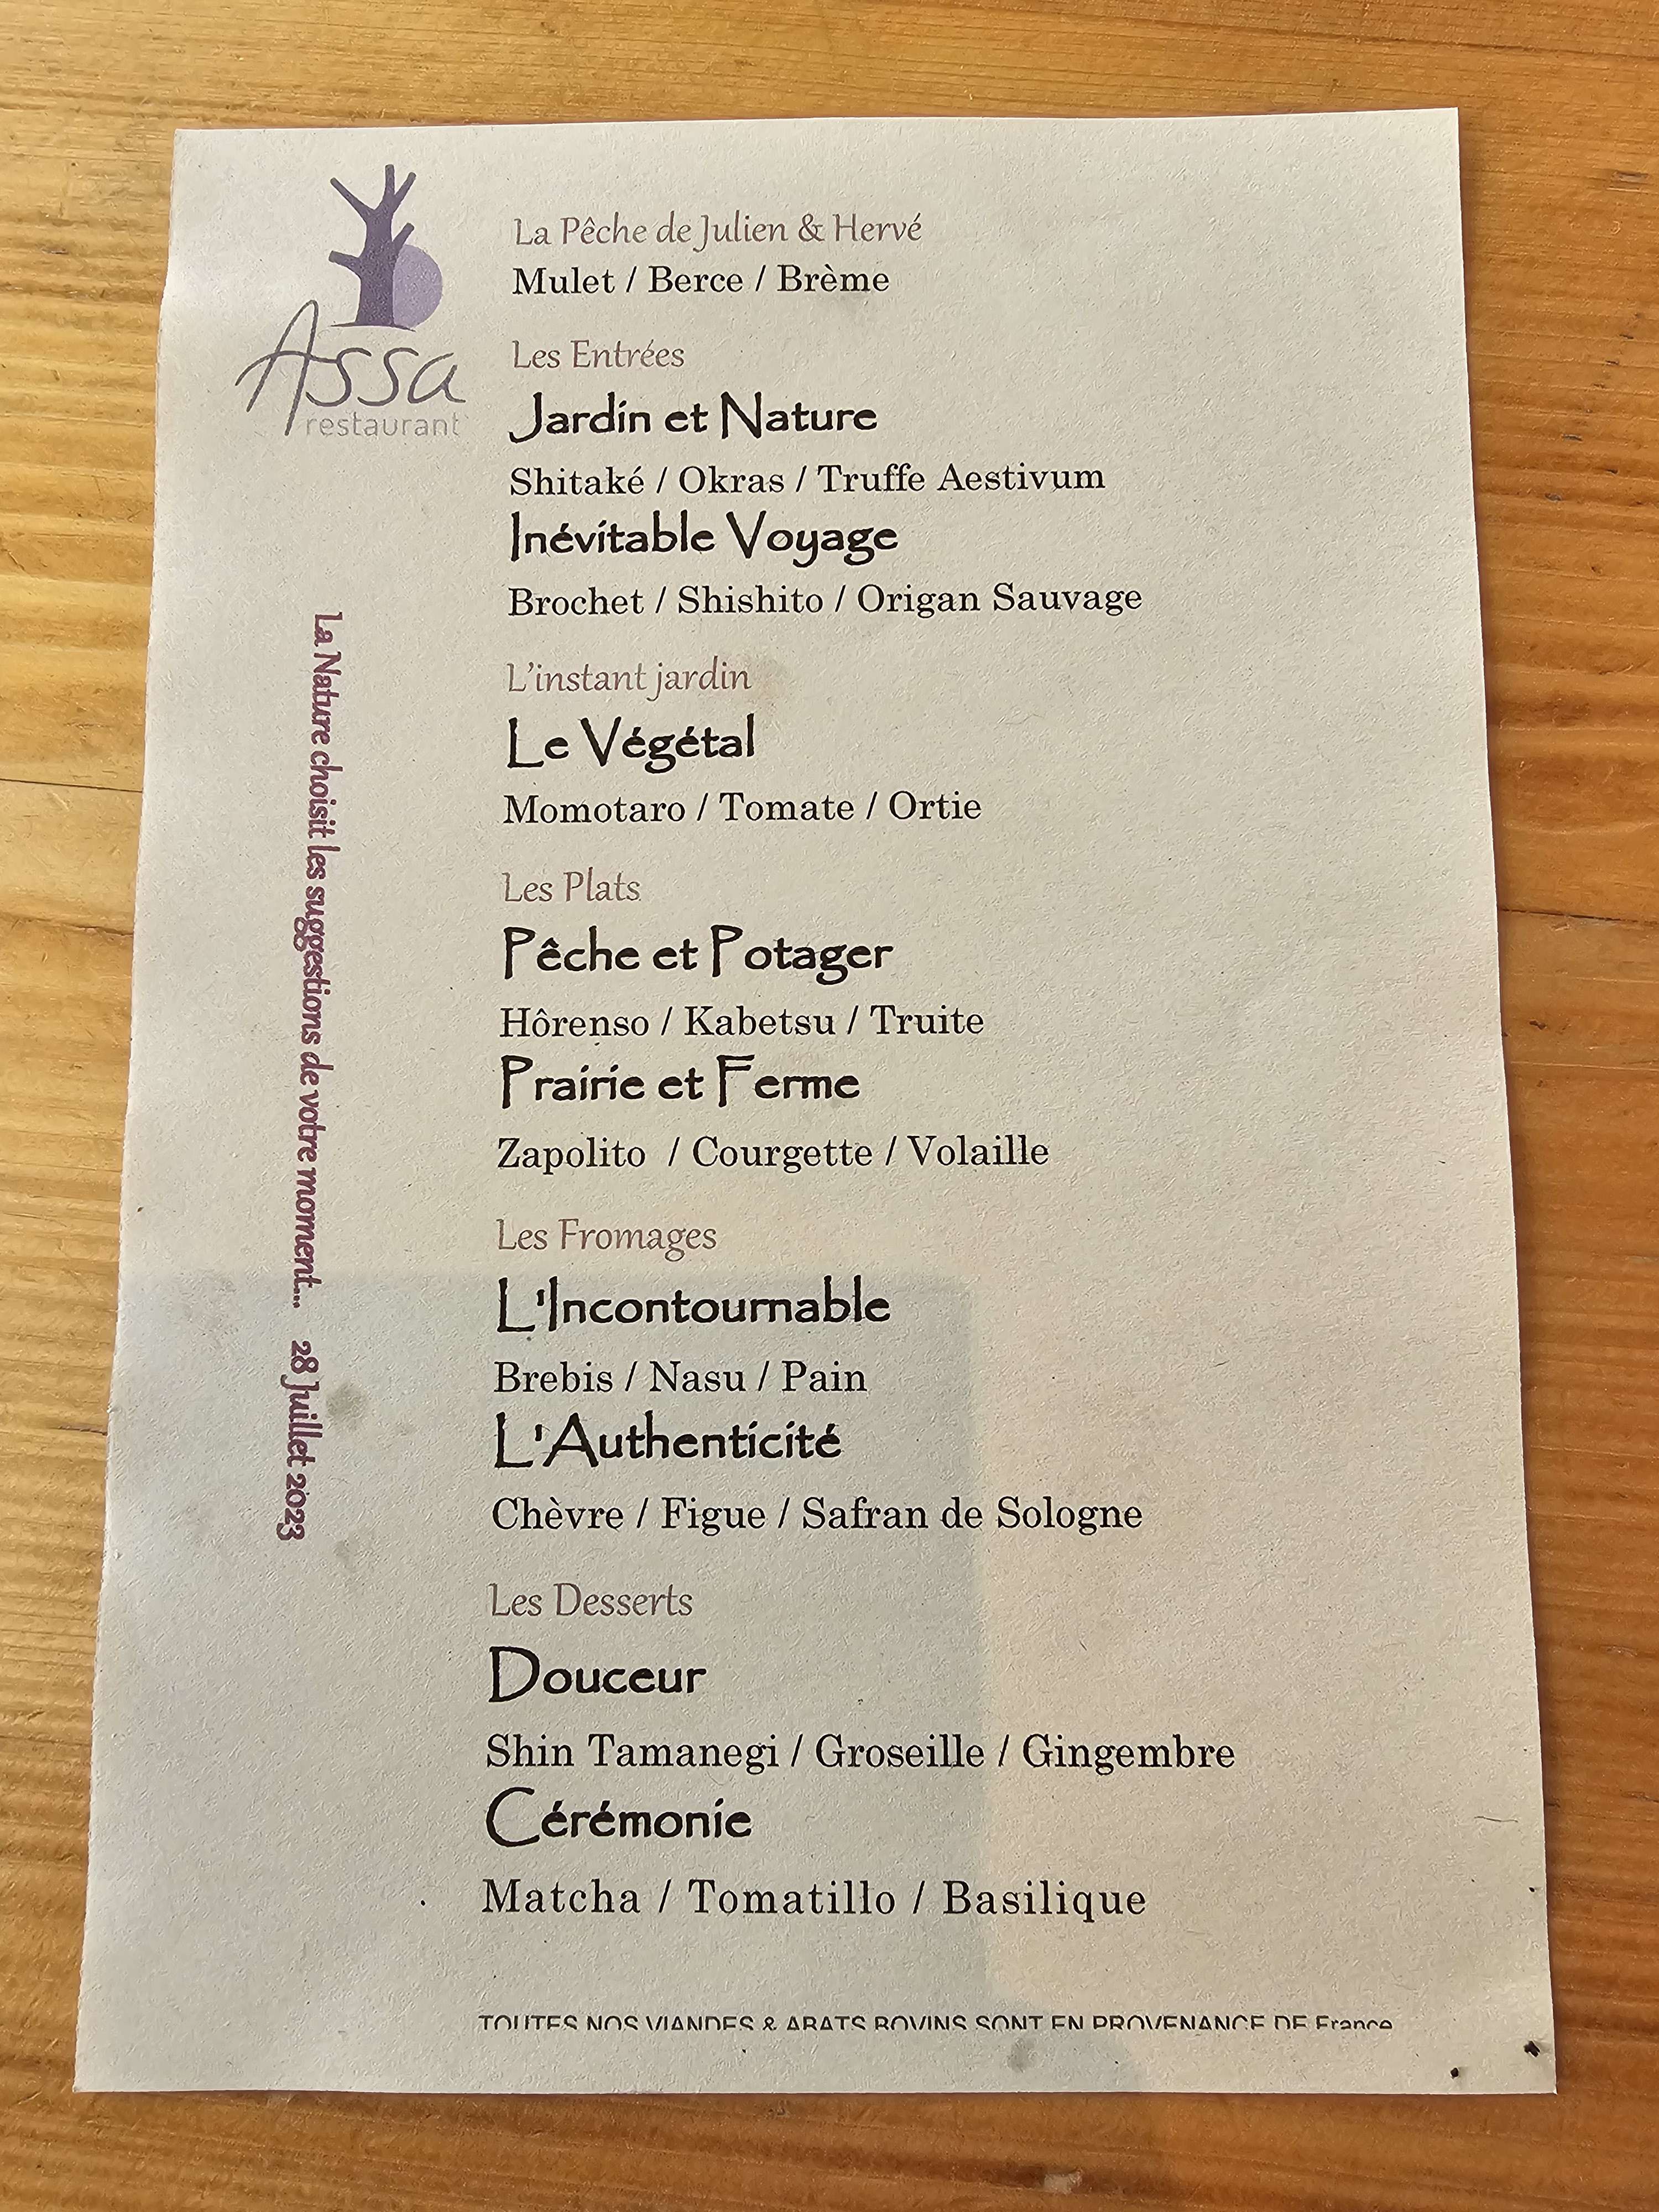 Assa
restaurant
La Pêche de Julien & Hervé
Mulet / Berce / Brème
Les Entrées
Jardin et Nature
Shitaké / Okras / Truffe Aestivum
Inévitable Voyage
Brochet / Shishito / Origan Sauvage
L'instant jardin
Le Végétal
Momotaro / Tomate / Ortie
Les Plats
Pêche et Potager
Hôrenso / Kabetsu / Truite
Prairie et Ferme
Zapolito / Courgette / Volaille
Les Fromages
L'Incontournable
Brebis / Nasu / Pain
L'Authenticité
Chèvre / Figue / Safran de Sologne
Les Desserts
Douceur
Shin Tamanegi / Groseille / Gingembre
Cérémonie
Matcha / Tomatillo / Basilique
TOUTES NOS VIANDES & ABATS BOVINS SONT EN PROVENANCE DE France
La Nature choisit les suggestions de votre moment... 28 Juillet 2023